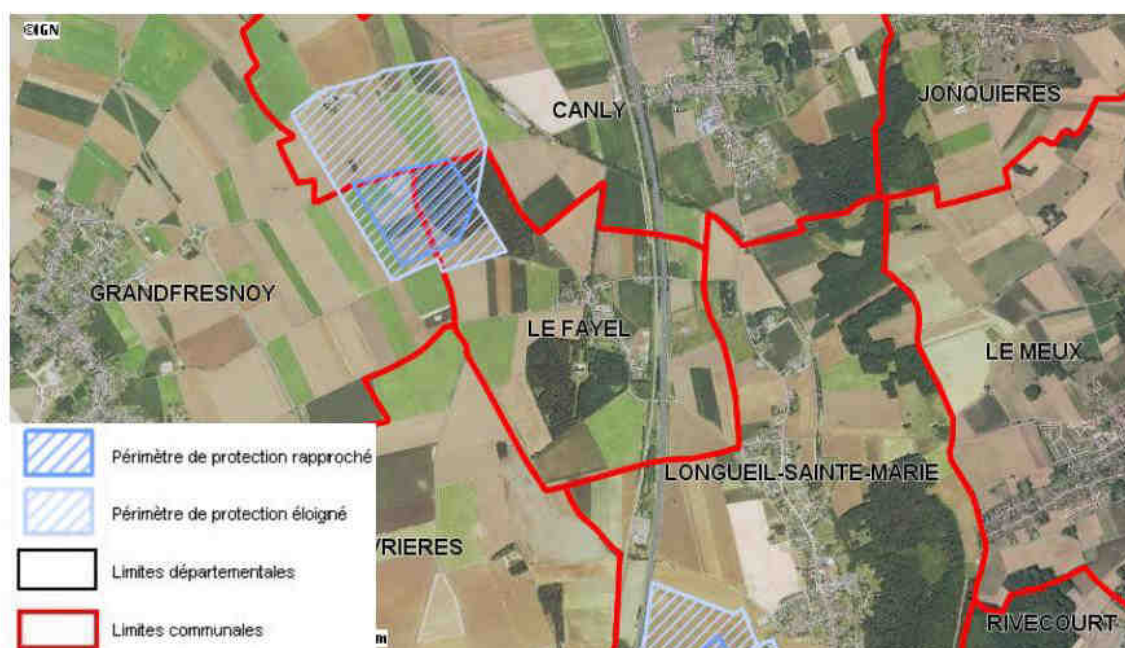 ©IGN
CANLY
JONQUIERES
GRANDFRESNOY
LE FAYEL
LE MEUX
LONGUEIL-SAINTE-MARIE
VRIERES
RIVECOURT
m
Périmètre de protection rapproché
Périmètre de protection éloigné
Limites départementales
Limites communales